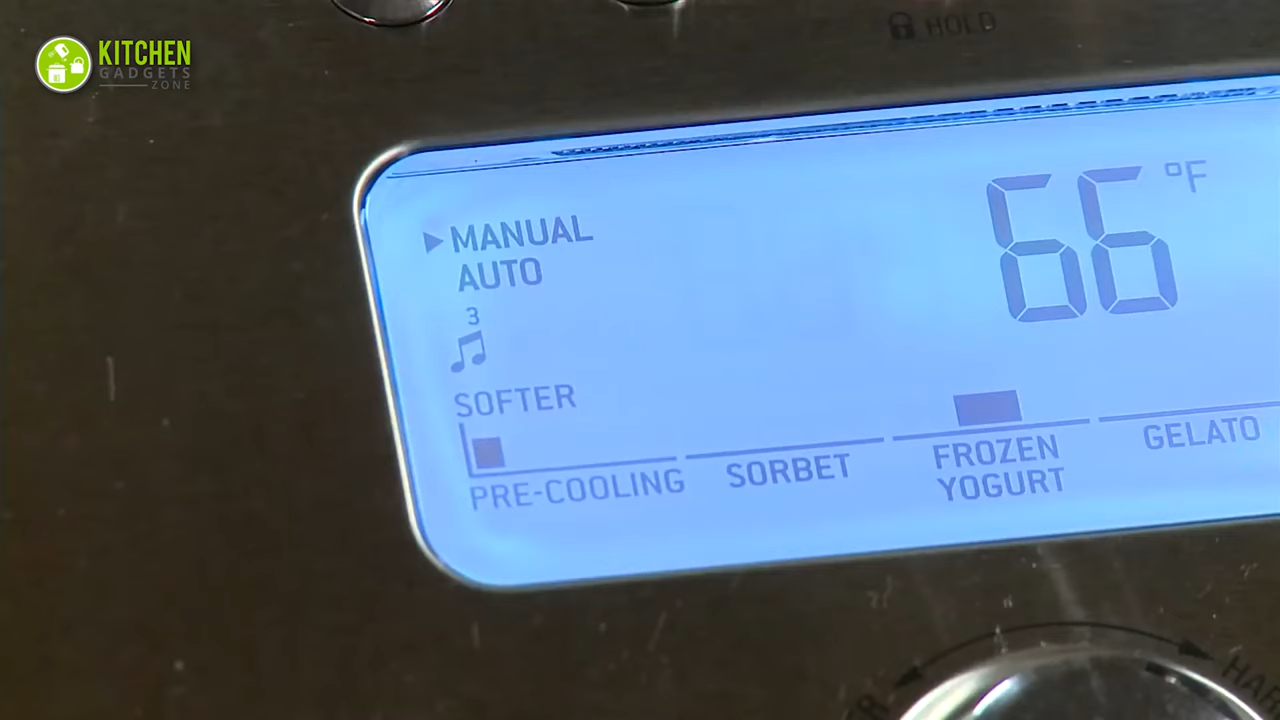 KITCHEN
GADGETS
ZONE
HOLD
66 °F
MANUAL
AUTO
3
SOFTER
PRE-COOLING
SORBET
FROZEN
YOGURT
GELATO